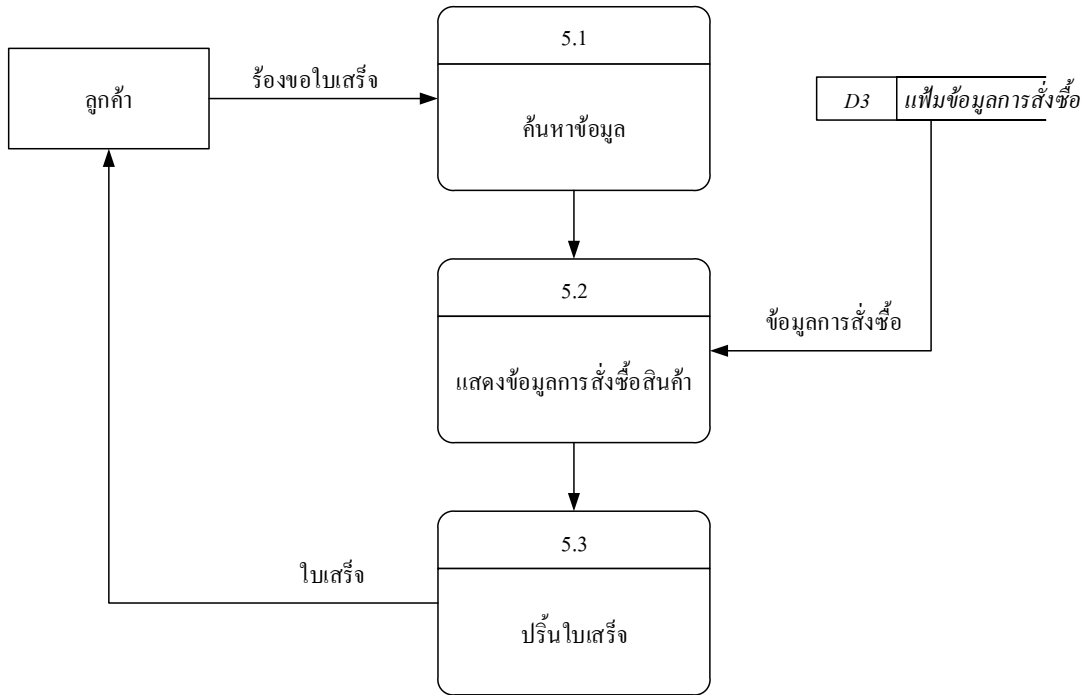 5.1
ลูกค้า
ร้องขอใบเสร็จ
ค้นหาข้อมูล
D3
แฟ้มข้อมูลการสั่งซื้อ
5.2
ข้อมูลการสั่งซื้อ
แสดงข้อมูลการสั่งซื้อสินค้า
5.3
ใบเสร็จ
ปริ้นใบเสร็จ